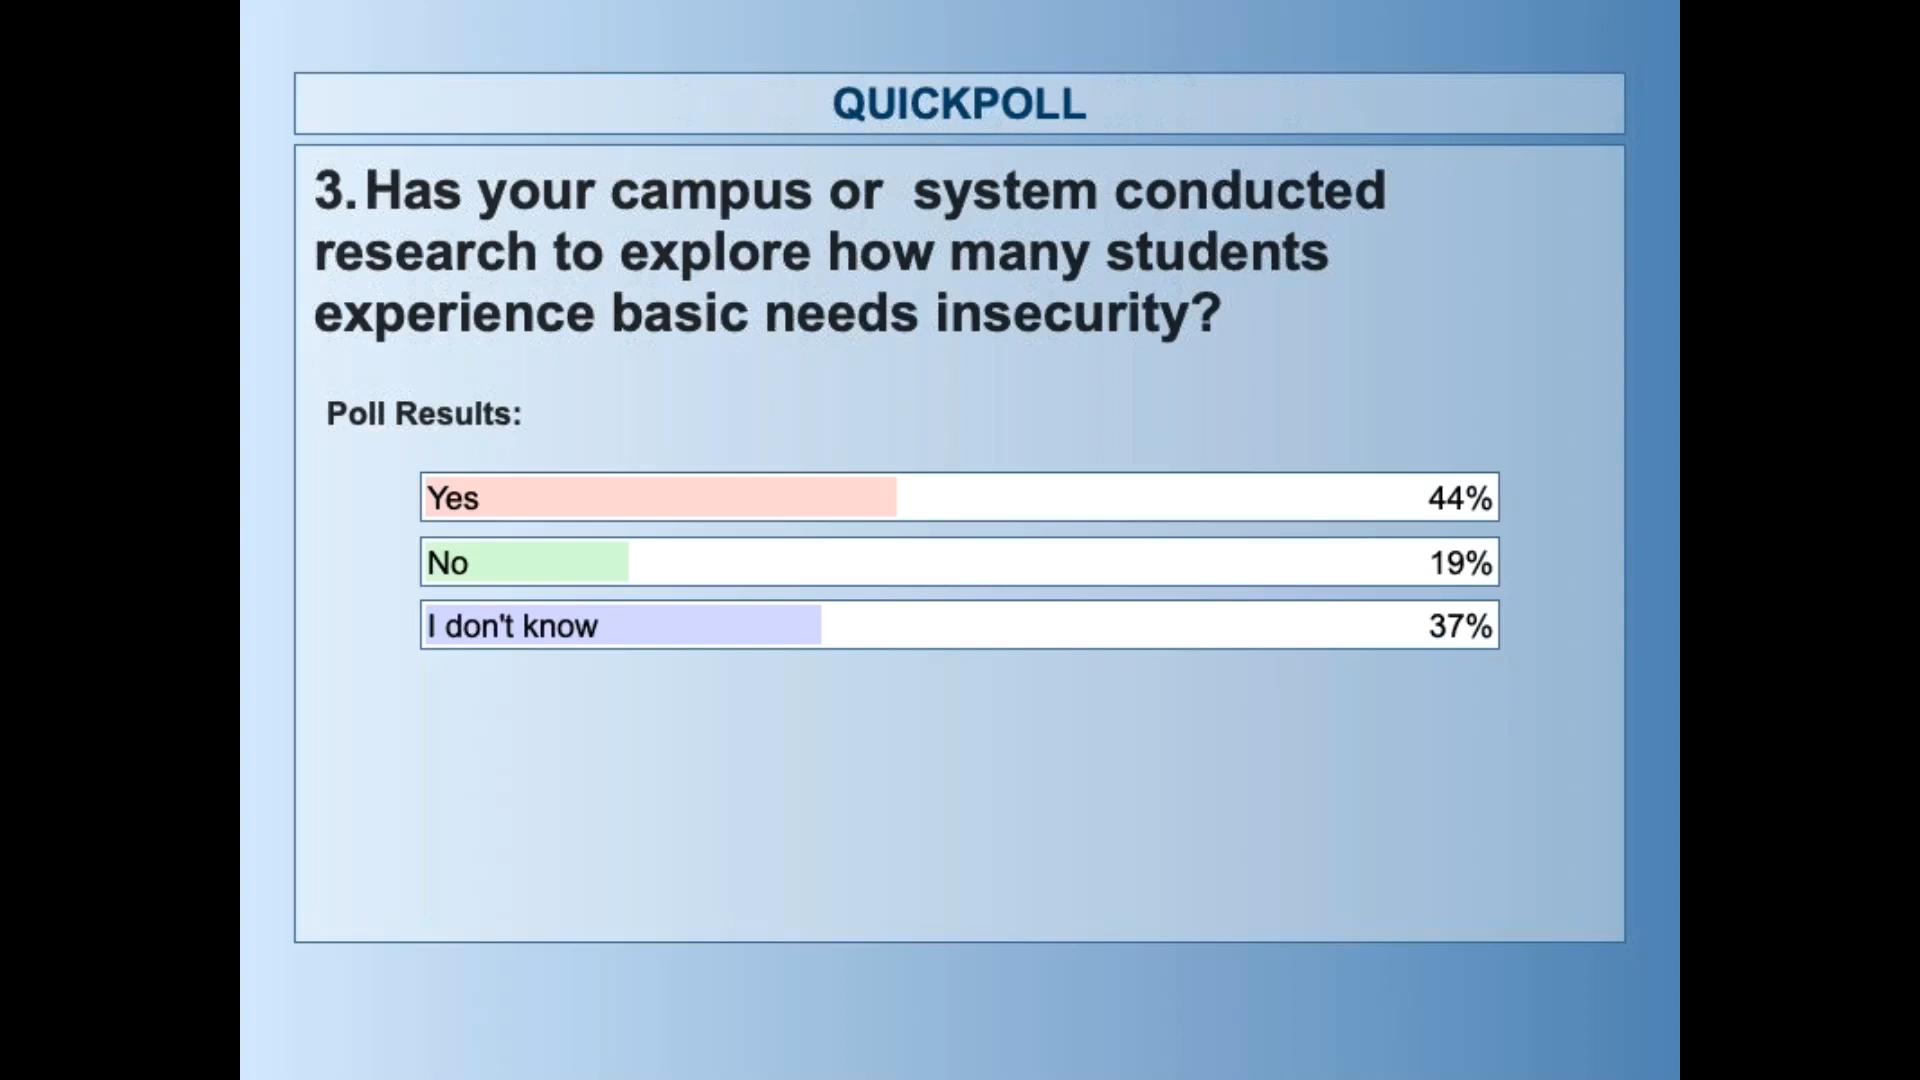 QUICKPOLL
3. Has your campus or  system conducted
research to explore how many students
experience basic needs insecurity?
Poll Results:
Yes 44%
No 19%
I don't know 37%